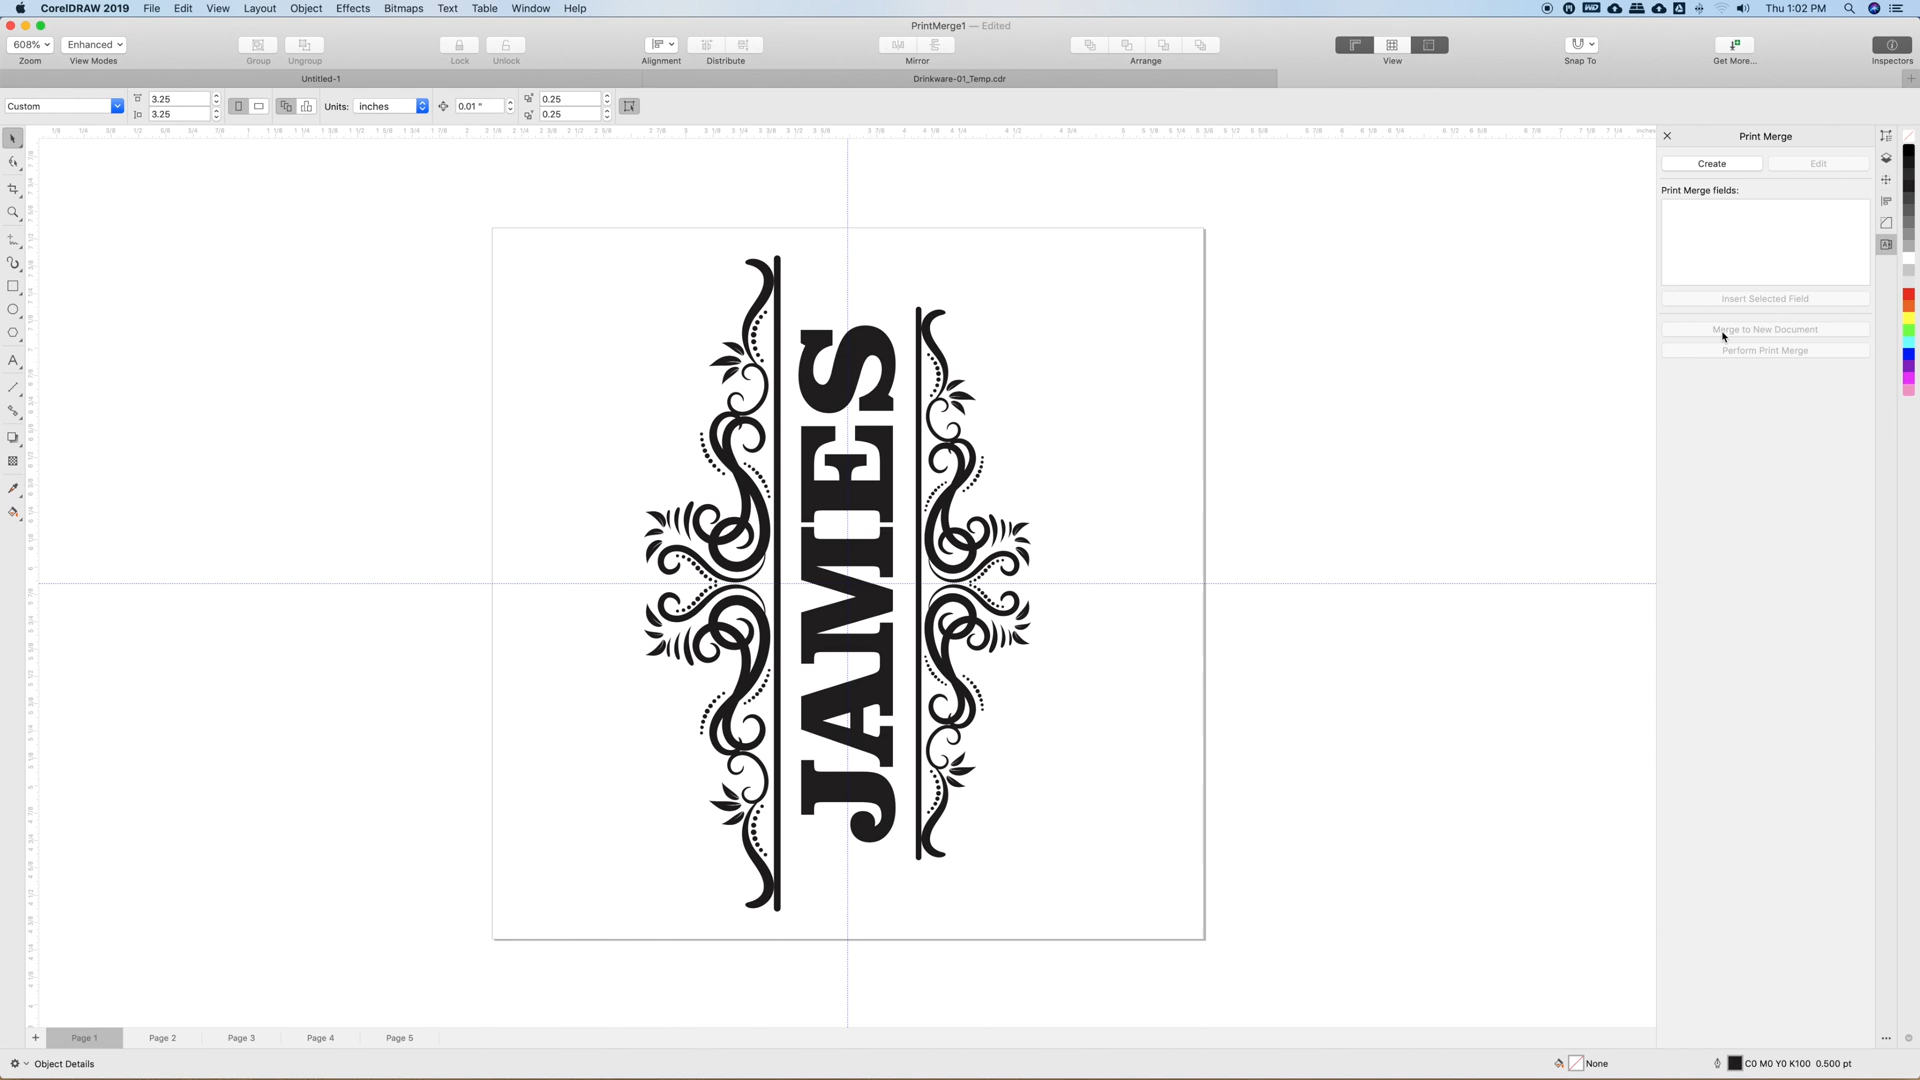 CorelDRAW 2019 File Edit View Layout Object Effects Bitmaps Text Table Window Help Thu 1:02 PM
PrintMerge1 — Edited
608% Enhanced
Zoom View Modes Group Ungroup Lock Unlock Alignment Distribute Mirror Arrange View Snap To Get More... Inspectors
Untitled-1 Drinkware-01_Temp.cdr
Custom 3.25 Units: inches 0.01 " 0.25
3.25 0.25
Print Merge
Create Edit
Print Merge fields:
Insert Selected Field
Merge to New Document
Perform Print Merge
JAMES
Page 1 Page 2 Page 3 Page 4 Page 5
Object Details None C0 M0 Y0 K100 0.500 pt